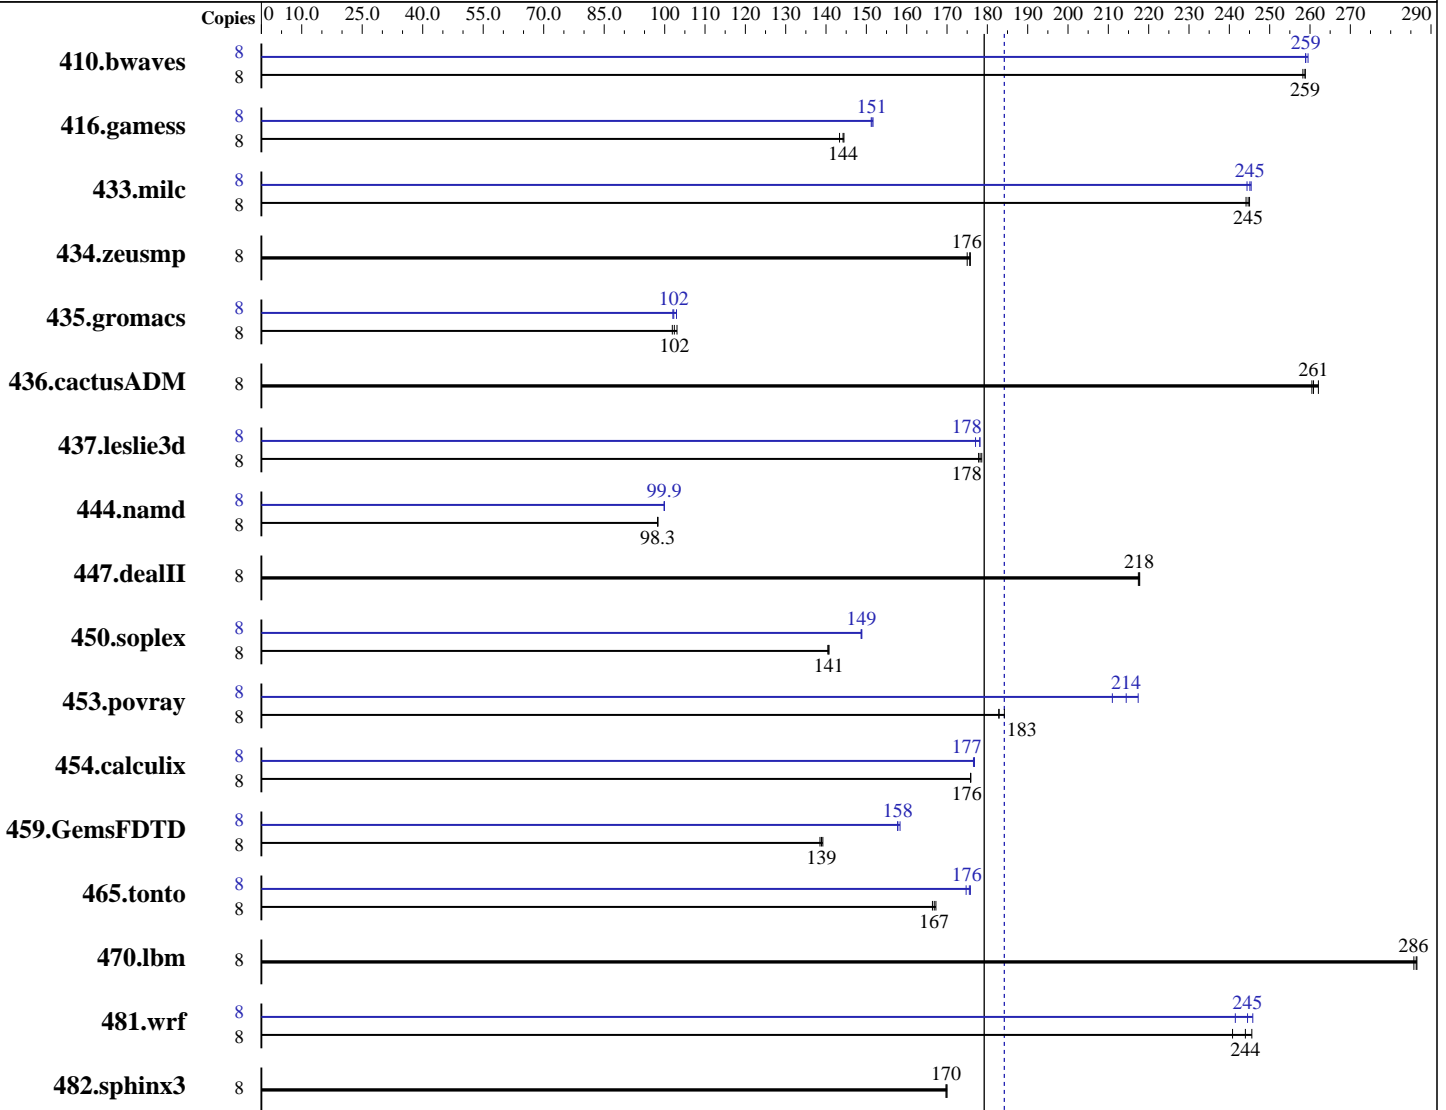 Copies 0 10.0 25.0 40.0 55.0 70.0 85.0 100 110 120 130 140 150 160 170 180 190 200 210 220 230 240 250 260 270 290
410.bwaves 8 259
8 259
416.gamess 8 151
8 144
433.milc 8 245
8 245
434.zeusmp 8 176
435.gromacs 8 102
8 102
436.cactusADM 8 261
437.leslie3d 8 178
8 178
444.namd 8 99.9
8 98.3
447.dealII 8 218
450.soplex 8 149
8 141
453.povray 8 214
8 183
454.calculix 8 177
8 176
459.GemsFDTD 8 158
8 139
465.tonto 8 176
8 167
470.lbm 8 286
481.wrf 8 245
8 244
482.sphinx3 8 170